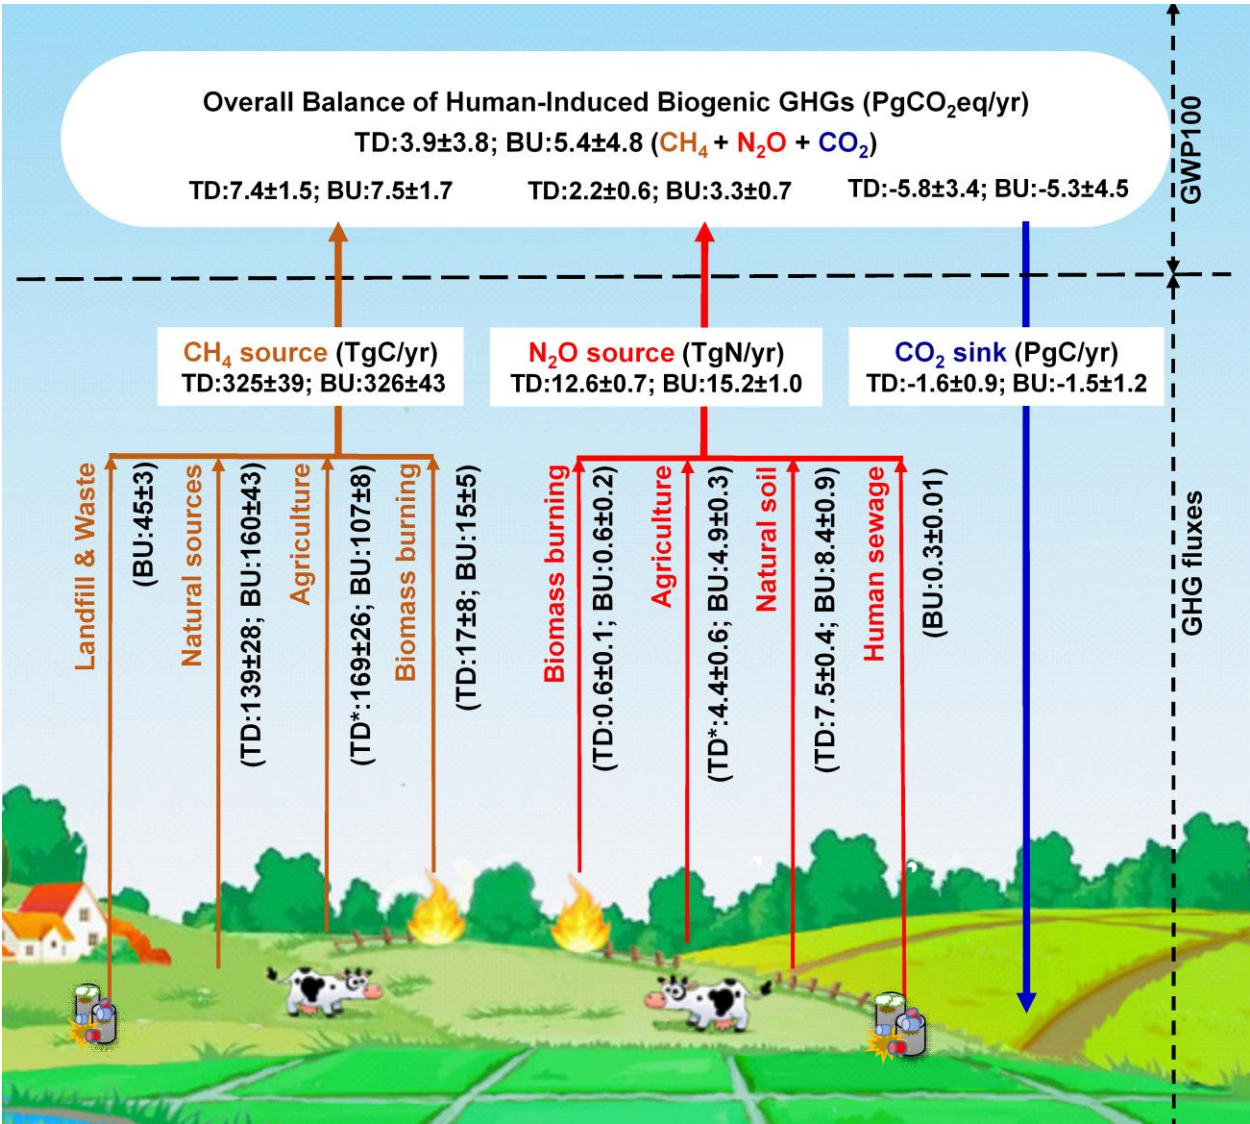 Overall Balance of Human-Induced Biogenic GHGs (PgCO₂eq/yr)
TD:3.9±3.8; BU:5.4±4.8 (CH₄ + N₂O + CO₂)
TD:7.4±1.5; BU:7.5±1.7
TD:2.2±0.6; BU:3.3±0.7
TD:-5.8±3.4; BU:-5.3±4.5
GWP100
CH₄ source (TgC/yr)
TD:325±39; BU:326±43
N₂O source (TgN/yr)
TD:12.6±0.7; BU:15.2±1.0
CO₂ sink (PgC/yr)
TD:-1.6±0.9; BU:-1.5±1.2
Landfill & Waste
(BU:45±3)
Natural sources
(TD:139±28; BU:160±43)
Agriculture
(TD*:169±26; BU:107±8)
Biomass burning
(TD:17±8; BU:15±5)
Biomass burning
(TD:0.6±0.1; BU:0.6±0.2)
Agriculture
(TD*:4.4±0.6; BU:4.9±0.3)
Natural soil
(TD:7.5±0.4; BU:8.4±0.9)
Human sewage
(BU:0.3±0.01)
GHG fluxes